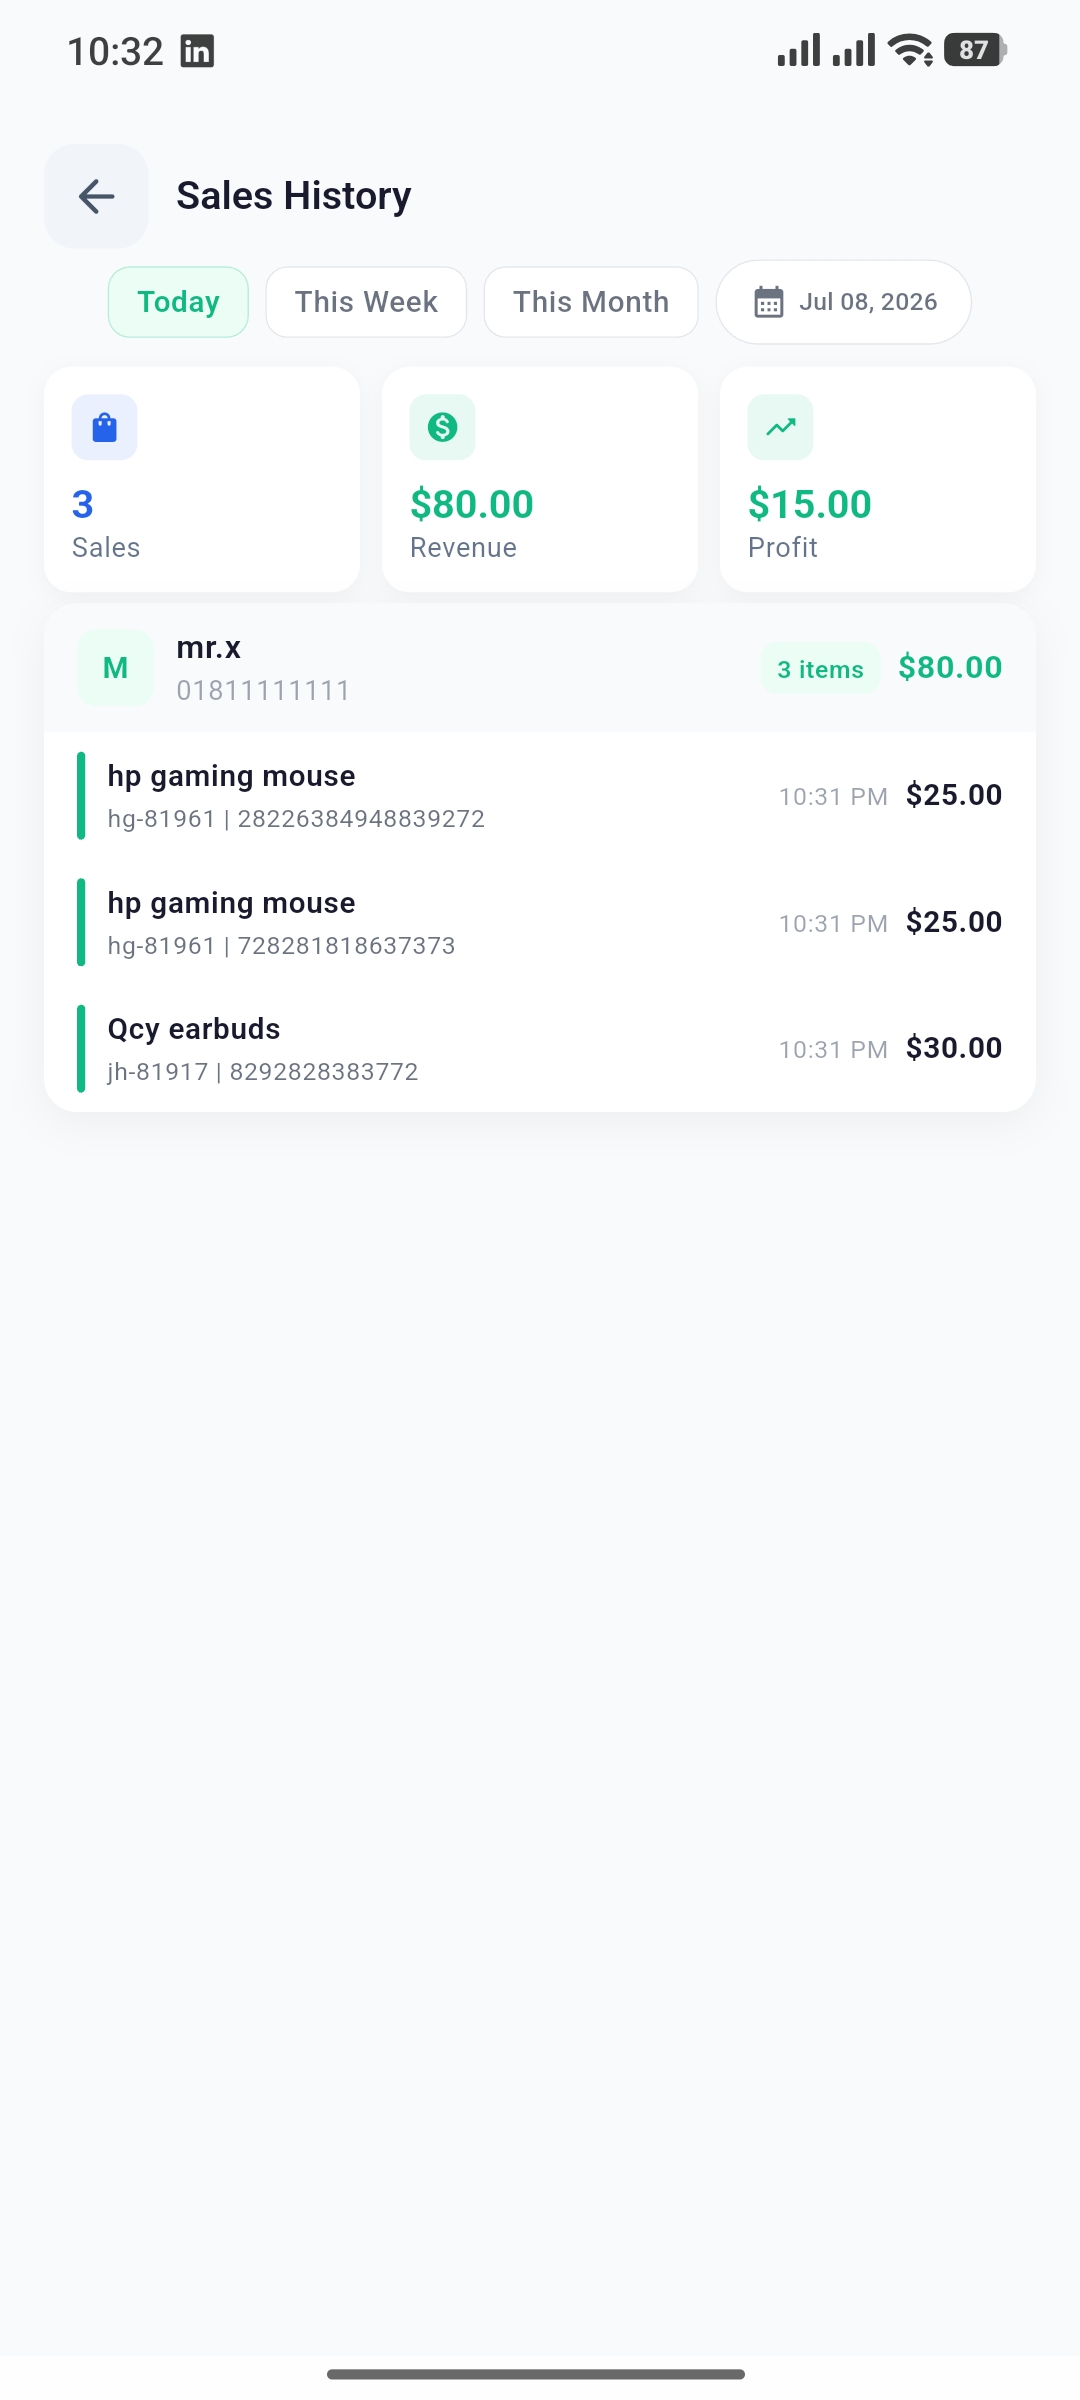 10:32 in 87
Sales History
Today This Week This Month Jul 08, 2026
3 $80.00 $15.00
Sales Revenue Profit
M mr.x 3 items $80.00
01811111111
hp gaming mouse 10:31 PM $25.00
hg-81961 | 28226384948839272
hp gaming mouse 10:31 PM $25.00
hg-81961 | 728281818637373
Qcy earbuds 10:31 PM $30.00
jh-81917 | 8292828383772